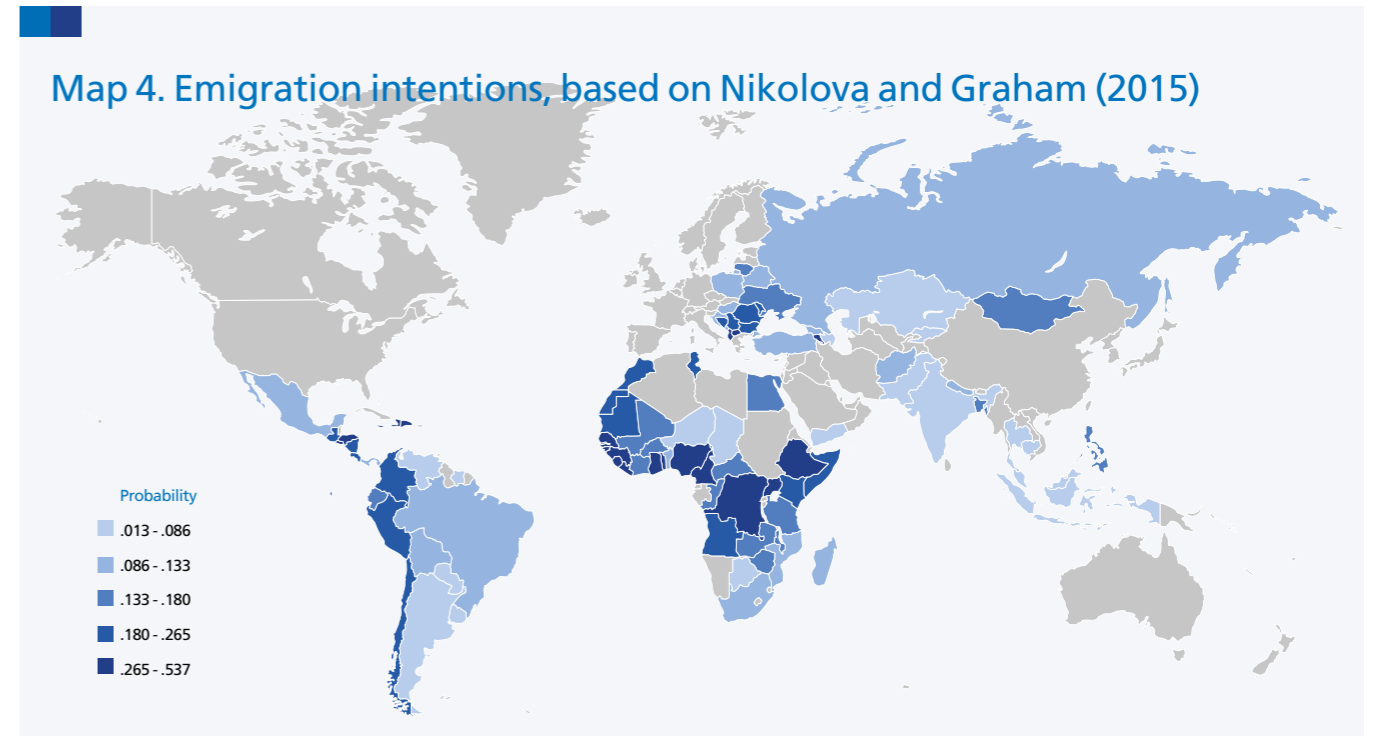 Map 4. Emigration intentions, based on Nikolova and Graham (2015)
Probability
.013 - .086
.086 - .133
.133 - .180
.180 - .265
.265 - .537